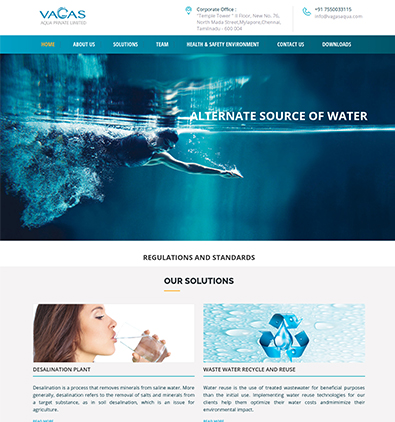 VAGAS
AQUA PRIVATE LIMITED
Corporate Office :
"Temple Tower " 9 Floor, New No. 76,
North Mada Street,Mylapore,Chennai,
Tamilnadu - 600 004
+91 7550033115
info@vagasaqua.com
HOME ABOUT US SOLUTIONS TEAM HEALTH & SAFETY ENVIRONMENT CONTACT US DOWNLOADS
ALTERNATE SOURCE OF WATER
REGULATIONS AND STANDARDS
OUR SOLUTIONS
DESALINATION PLANT
Desalination is a process that removes minerals from saline water. More
generally, desalination refers to the removal of salts and minerals from
a target substance, as in soil desalination, which is an issue for
agriculture.
READ MORE
WASTE WATER RECYCLE AND REUSE
Water reuse is the use of treated wastewater for beneficial purposes
than the initial use. Implementing water reuse technologies for our
clients help them optimize their water costs andminimize their
environmental impact.
READ MORE